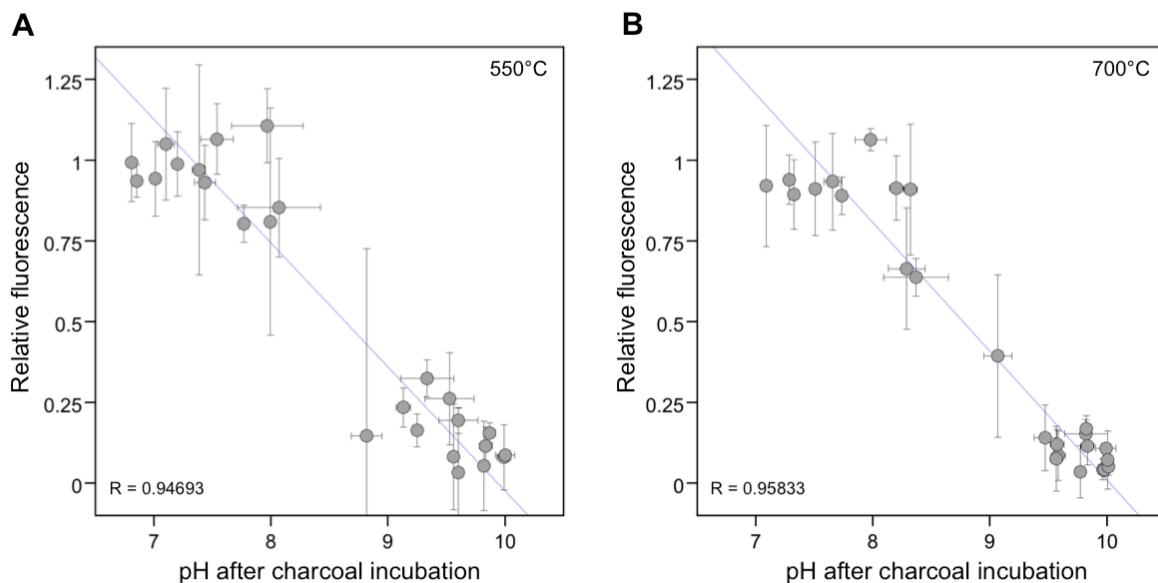 A
550°C
1.25
1
0.75
0.5
0.25
0
Relative fluorescence
R = 0.94693
7 8 9 10
pH after charcoal incubation
B
700°C
1.25
1
0.75
0.5
0.25
0
Relative fluorescence
R = 0.95833
7 8 9 10
pH after charcoal incubation